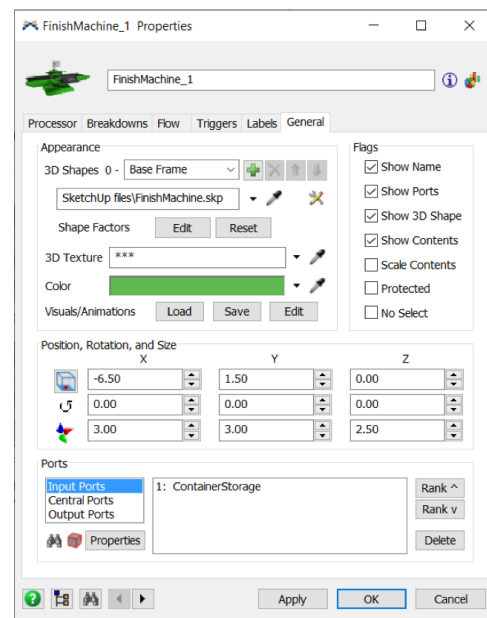 FinishMachine_1 Properties
FinishMachine_1
Processor Breakdowns Flow Triggers Labels General
Appearance
3D Shapes 0 - Base Frame
SketchUp files\FinishMachine.skp
Shape Factors Edit Reset
3D Texture ***
Color
Visuals/Animations Load Save Edit
Flags
Show Name
Show Ports
Show 3D Shape
Show Contents
Scale Contents
Protected
No Select
Position, Rotation, and Size
X Y Z
-6.50 1.50 0.00
0.00 0.00 0.00
3.00 3.00 2.50
Ports
Input Ports
Central Ports
Output Ports
Properties
1: ContainerStorage
Rank ^
Rank v
Delete
Apply OK Cancel